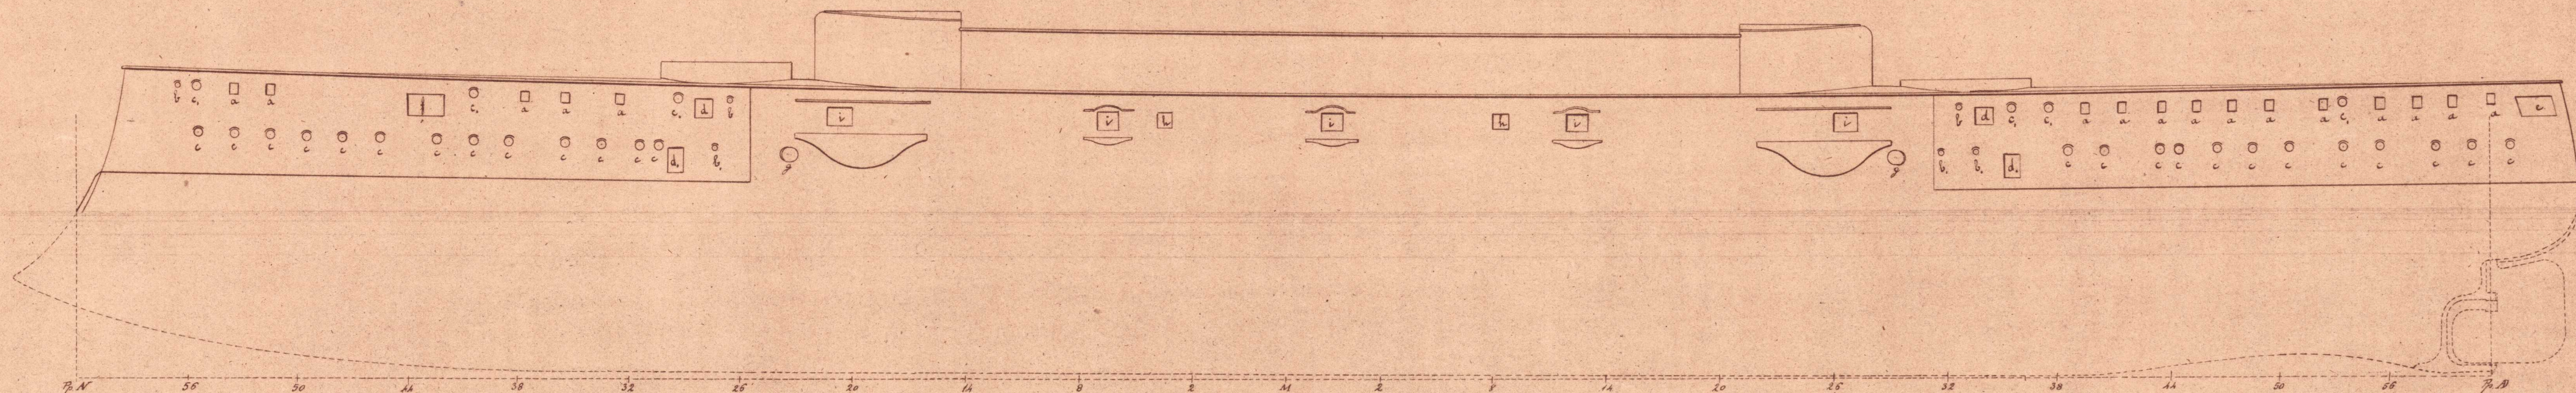 b c. a a f c. a a a c. d b
c c c c c c c c c c c c c d. b.
g i i h i h i i g
b d c. c. a a a a a a a c. a a a a e
b. b. d. c c c c c c c c c c c c
Pp N 56 50 44 38 32 26 20 14 8 2 M 2 8 14 20 26 32 38 44 50 56 Pp N